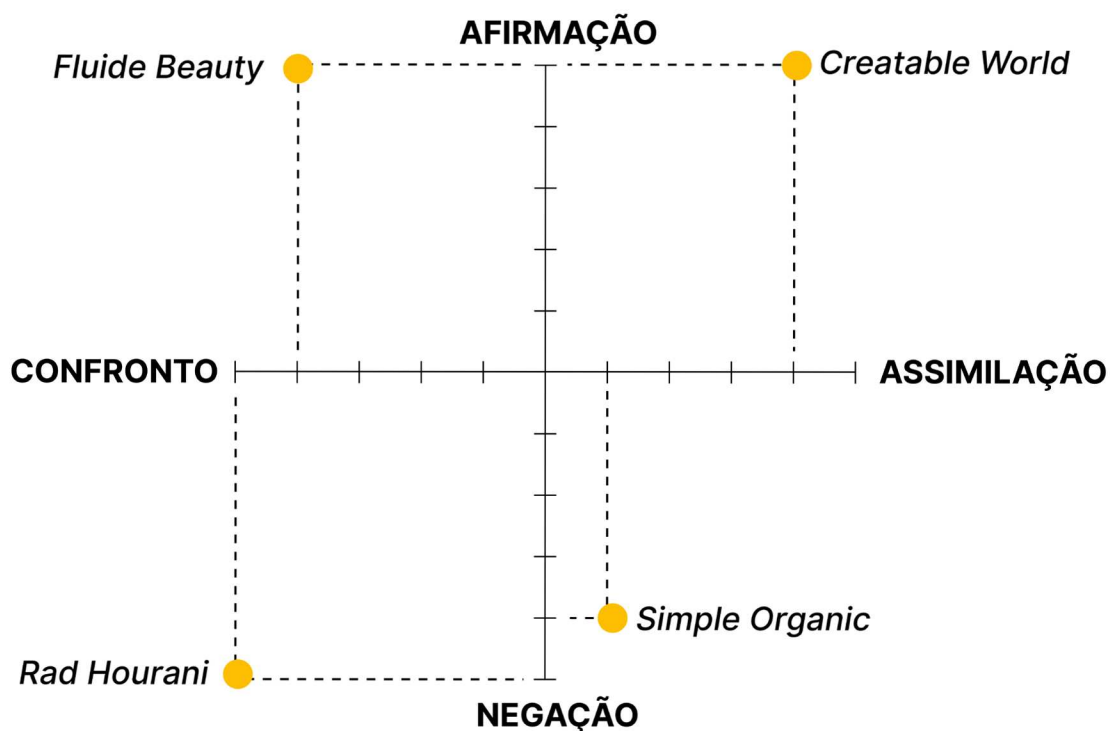 AFIRMAÇÃO
Fluide Beauty
Creatable World
CONFRONTO
ASSIMILAÇÃO
Simple Organic
Rad Hourani
NEGAÇÃO